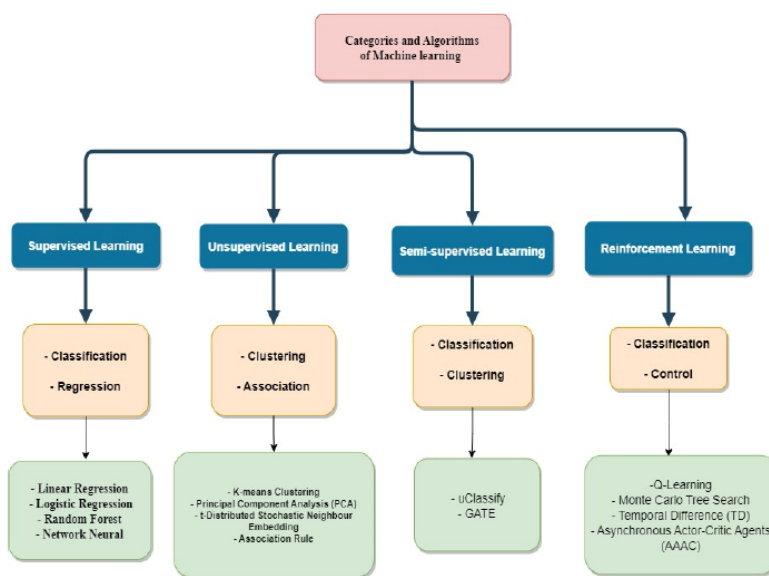 Categories and Algorithms
of Machine learning
Supervised Learning
Unsupervised Learning
Semi-supervised Learning
Reinforcement Learning
- Classification
- Regression
- Clustering
- Association
- Classification
- Clustering
- Classification
- Control
- Linear Regression
- Logistic Regression
- Random Forest
- Network Neural
- K-means Clustering
- Principal Component Analysis (PCA)
- t-Distributed Stochastic Neighbour
Embedding
- Association Rule
- uClassify
- GATE
-Q-Learning
- Monte Carlo Tree Search
- Temporal Difference (TD)
- Asynchronous Actor-Critic Agents
(AAAC)